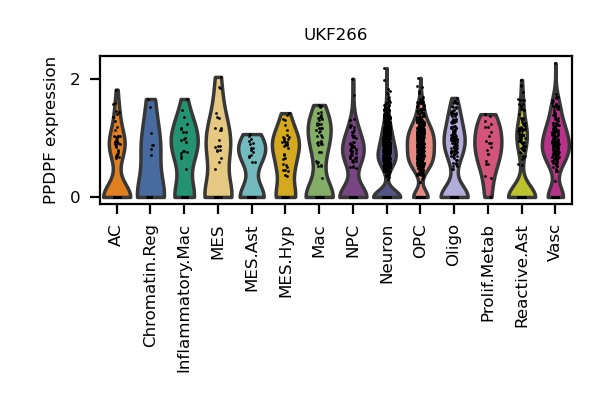 UKF266
PPDPF expression
2
0
AC
Chromatin.Reg
Inflammatory.Mac
MES
MES.Ast
MES.Hyp
Mac
NPC
Neuron
OPC
Oligo
Prolif.Metab
Reactive.Ast
Vasc